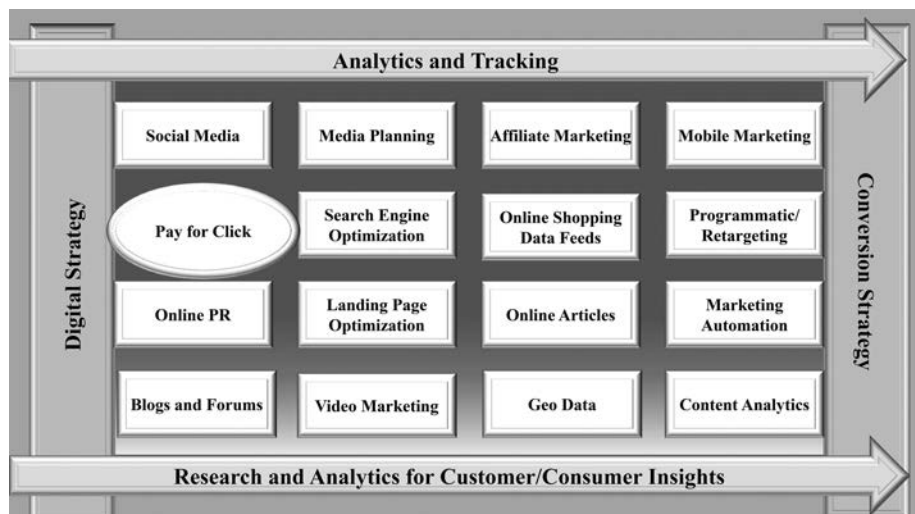 Analytics and Tracking
Digital Strategy
Social Media
Media Planning
Affiliate Marketing
Mobile Marketing
Pay for Click
Search Engine
Optimization
Online Shopping
Data Feeds
Programmatic/
Retargeting
Online PR
Landing Page
Optimization
Online Articles
Marketing
Automation
Blogs and Forums
Video Marketing
Geo Data
Content Analytics
Conversion Strategy
Research and Analytics for Customer/Consumer Insights